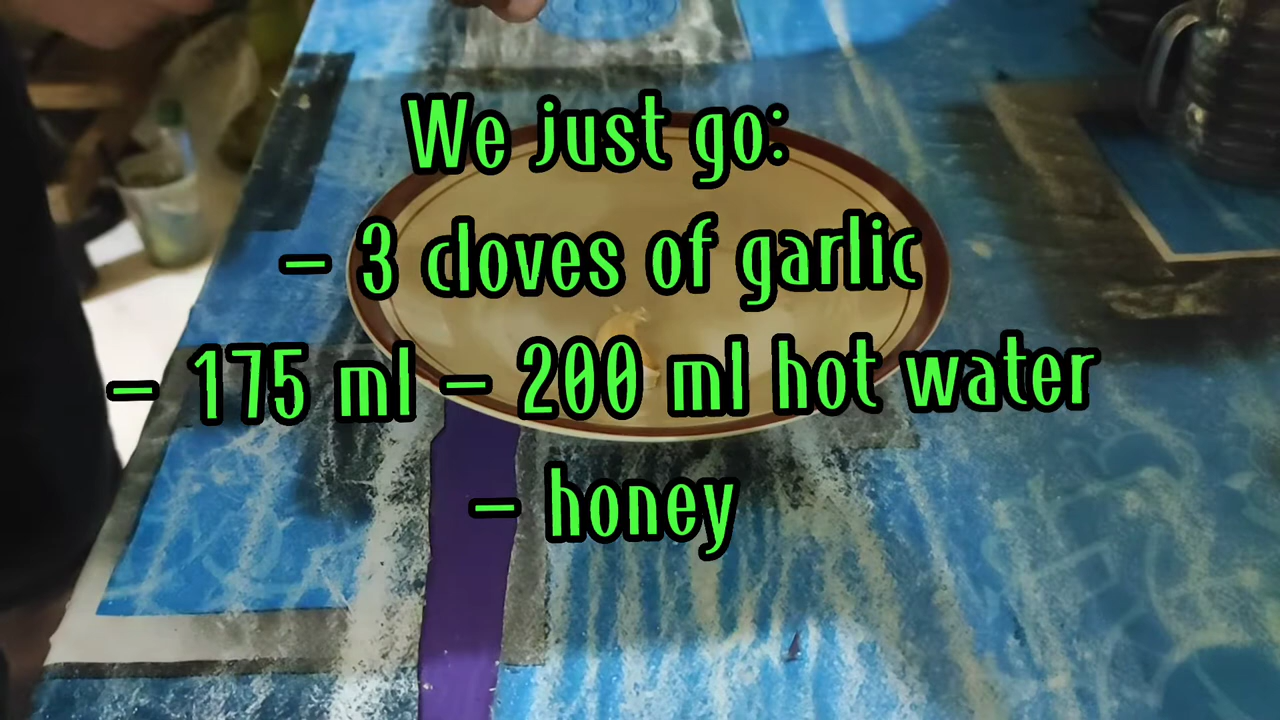 We just go:
- 3 cloves of garlic
- 175 ml - 200 ml hot water
- honey